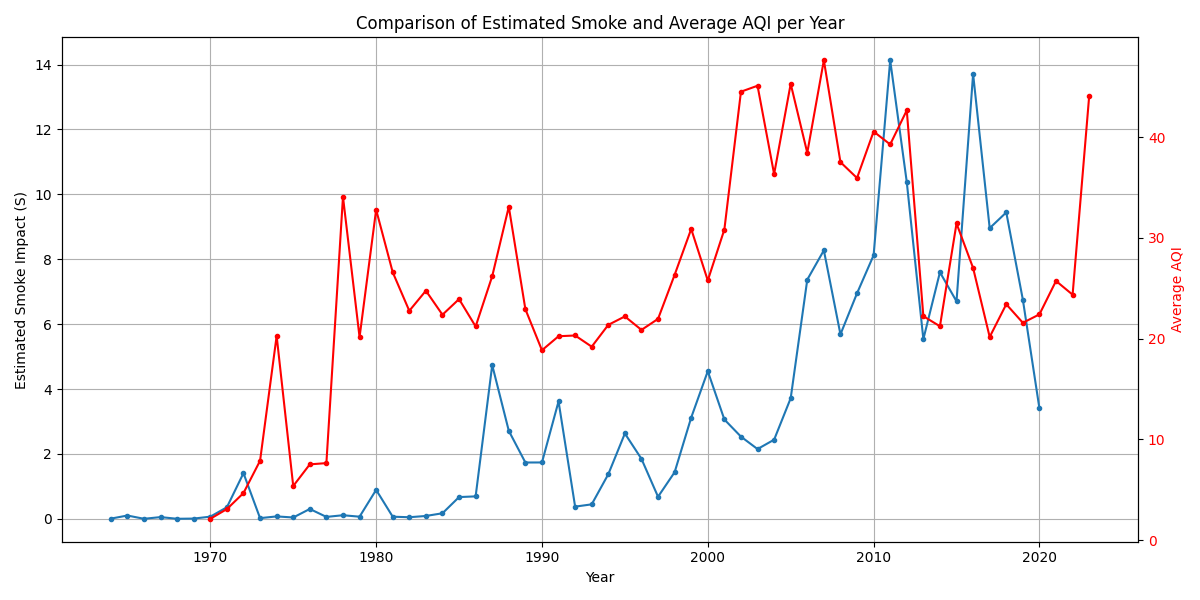 Comparison of Estimated Smoke and Average AQI per Year
Estimated Smoke Impact (S)
14
12
10
8
6
4
2
0
40
30
20
10
0
Average AQI
1970 1980 1990 2000 2010 2020
Year